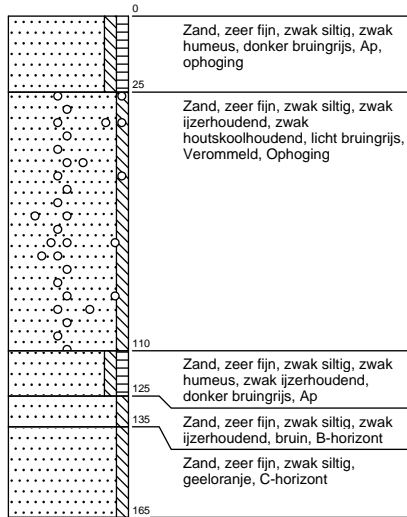 0
Zand, zeer fijn, zwak siltig, zwak
humeus, donker bruingrijs, Ap,
ophoging
25
Zand, zeer fijn, zwak siltig, zwak
ijzerhoudend, zwak
houtskoolhoudend, licht bruingrijs,
Verommeld, Ophoging
110
Zand, zeer fijn, zwak siltig, zwak
humeus, zwak ijzerhoudend,
donker bruingrijs, Ap
125
Zand, zeer fijn, zwak siltig, zwak
ijzerhoudend, bruin, B-horizont
135
Zand, zeer fijn, zwak siltig,
geeloranje, C-horizont
165